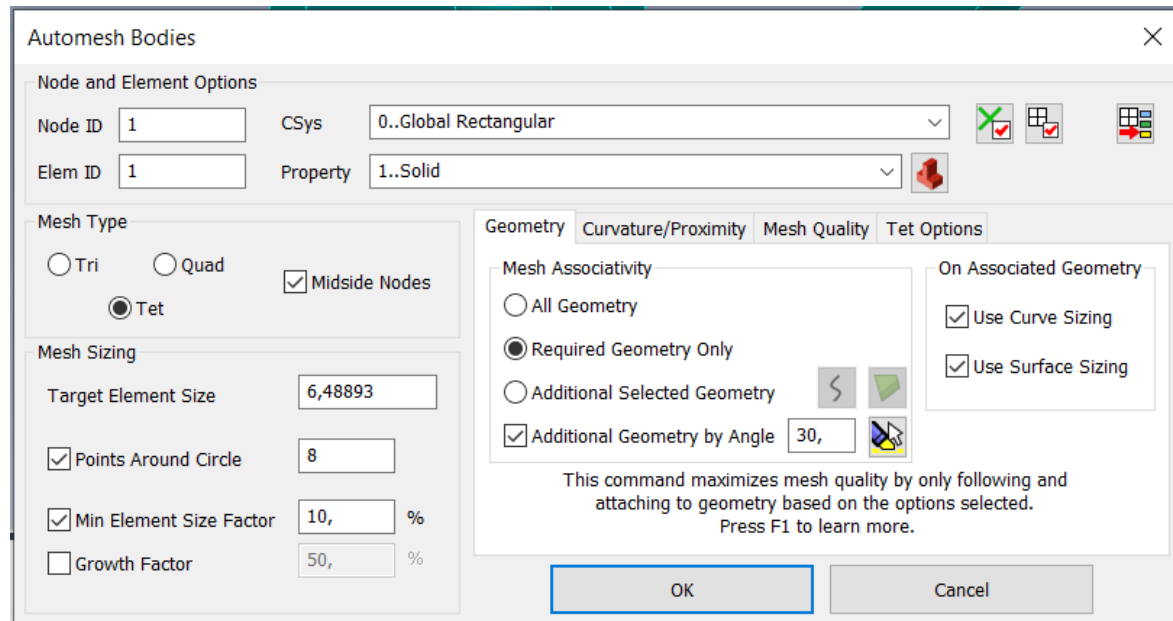 Automesh Bodies
Node and Element Options
Node ID 1 CSys 0..Global Rectangular
Elem ID 1 Property 1..Solid
Mesh Type
Tri Quad Midside Nodes
Tet
Mesh Sizing
Target Element Size 6,48893
Points Around Circle 8
Min Element Size Factor 10, %
Growth Factor 50, %
Geometry Curvature/Proximity Mesh Quality Tet Options
Mesh Associativity
All Geometry
Required Geometry Only
Additional Selected Geometry
Additional Geometry by Angle 30,
On Associated Geometry
Use Curve Sizing
Use Surface Sizing
This command maximizes mesh quality by only following and
attaching to geometry based on the options selected.
Press F1 to learn more.
OK Cancel